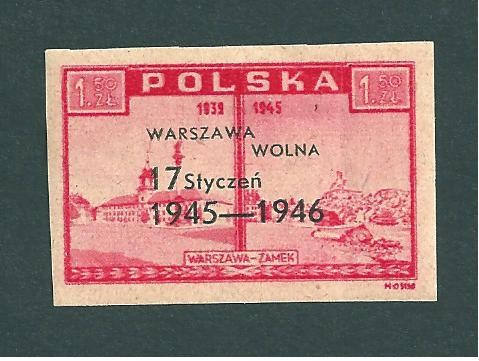 1.50 ZŁ POLSKA 1.50 ZŁ
1939 1945
WARSZAWA
WOLNA
17 Styczeń
1945—1946
WARSZAWA-ZAMEK